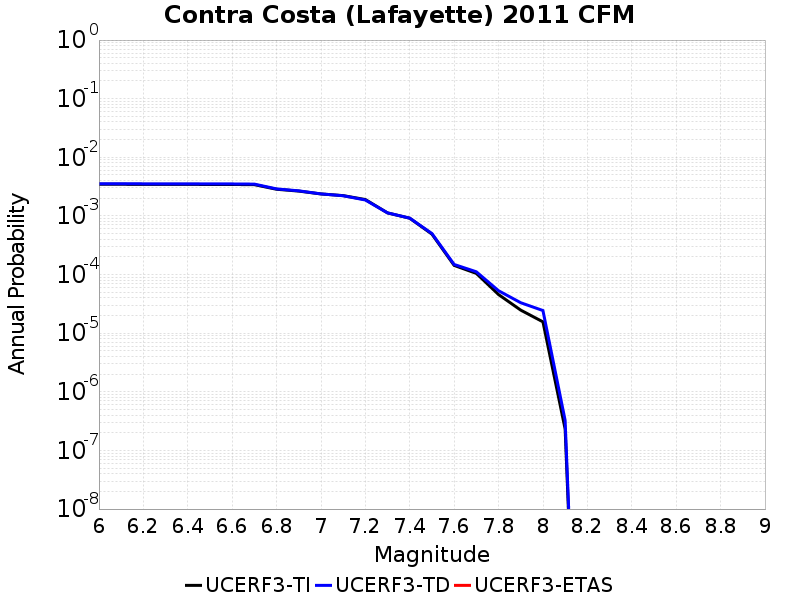 Contra Costa (Lafayette) 2011 CFM
10^0
10^-1
10^-2
10^-3
10^-4
10^-5
10^-6
10^-7
10^-8
Annual Probability
6 6.2 6.4 6.6 6.8 7 7.2 7.4 7.6 7.8 8 8.2 8.4 8.6 8.8 9
Magnitude
UCERF3-TI UCERF3-TD UCERF3-ETAS